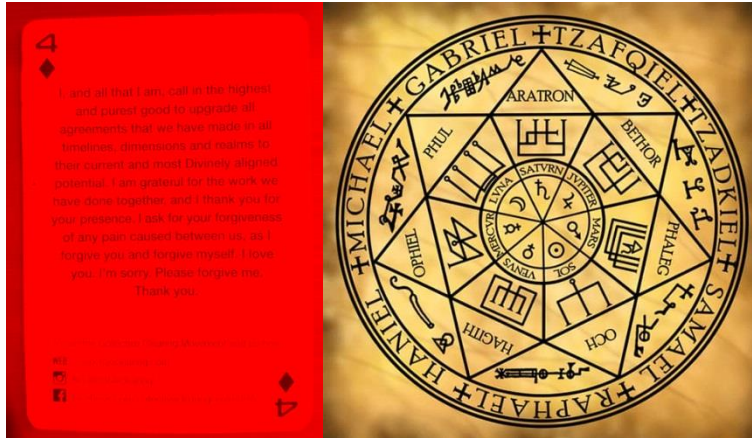 4
I, and all that I am, call in the highest
and purest good to upgrade all
agreements that we have made in all
timelines, dimensions and realms to
their current and most Divinely aligned
potential. I am grateful for the work we
have done together, and I thank you for
your presence. I ask for your forgiveness
of any pain caused between us, as I
forgive you and forgive myself. I love
you. I'm sorry. Please forgive me.
Thank you.
4
MICHAEL + GABRIEL + TZAFQIEL + TZADKIEL + SAMAEL + RAPHAEL + HANIEL +
ARATRON
BETHOR
PHALEG
OCH
HAGITH
OPHIEL
PHUL
SATVRN
JVPITER
MARS
SOL
VENVS
MERCVRY
LVNA